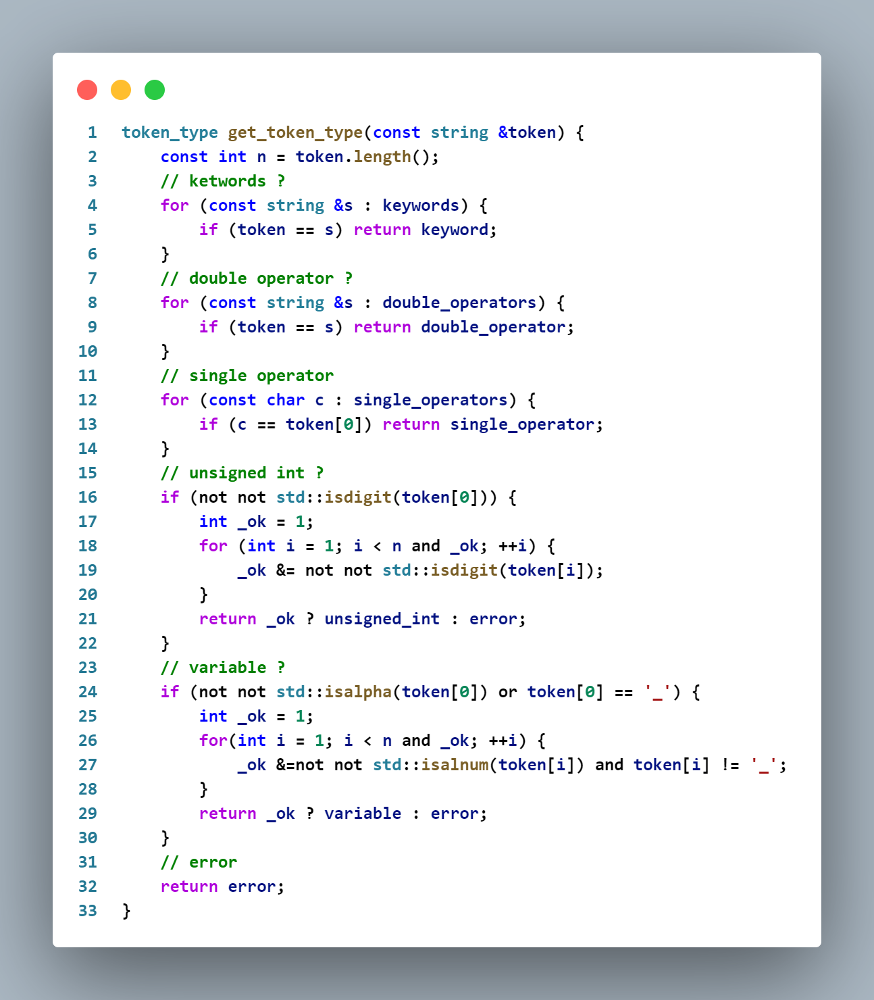 1 token_type get_token_type(const string &token) {
2     const int n = token.length();
3     // ketwords ?
4     for (const string &s : keywords) {
5         if (token == s) return keyword;
6     }
7     // double operator ?
8     for (const string &s : double_operators) {
9         if (token == s) return double_operator;
10     }
11     // single operator
12     for (const char c : single_operators) {
13         if (c == token[0]) return single_operator;
14     }
15     // unsigned int ?
16     if (not not std::isdigit(token[0])) {
17         int _ok = 1;
18         for (int i = 1; i < n and _ok; ++i) {
19             _ok &= not not std::isdigit(token[i]);
20         }
21         return _ok ? unsigned_int : error;
22     }
23     // variable ?
24     if (not not std::isalpha(token[0]) or token[0] == '_') {
25         int _ok = 1;
26         for(int i = 1; i < n and _ok; ++i) {
27             _ok &=not not std::isalnum(token[i]) and token[i] != '_';
28         }
29         return _ok ? variable : error;
30     }
31     // error
32     return error;
33 }